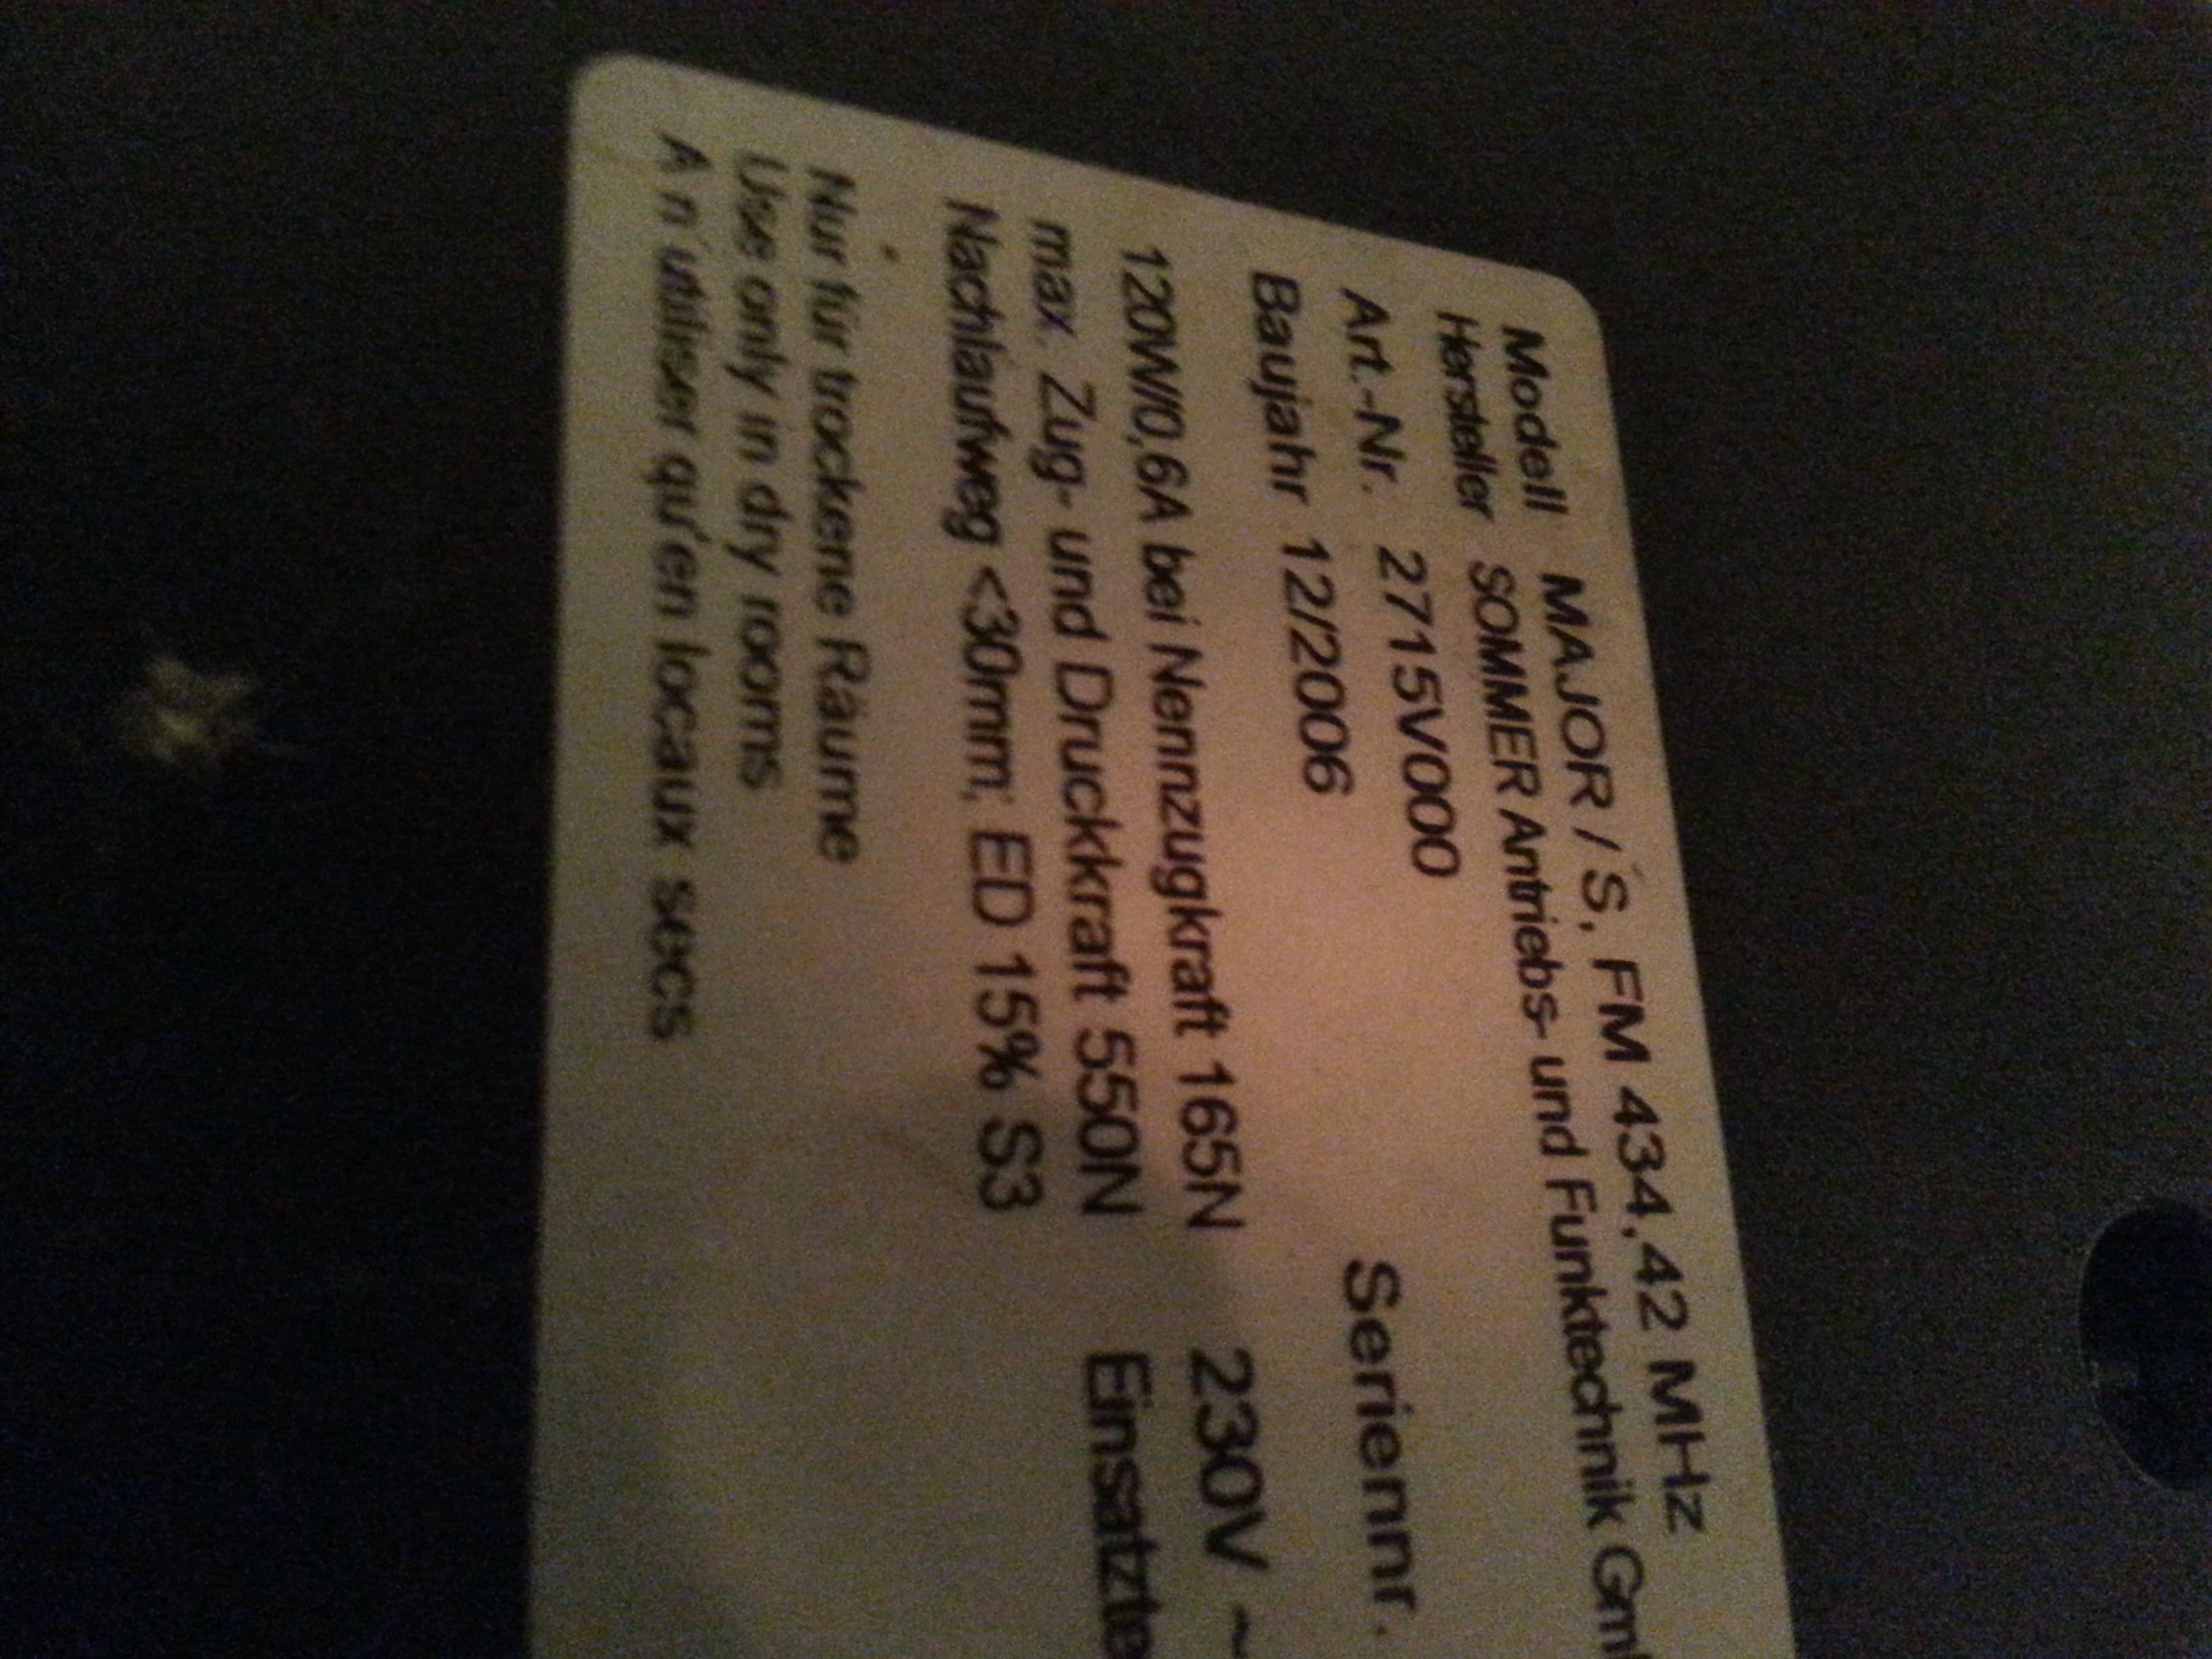 Modell MAJOR / S, FM 434,42 MHz
Hersteller SOMMER Antriebs- und Funktechnik Gm
Art.-Nr. 2715V000
Baujahr 12/2006 Seriennr.
120W/0,6A bei Nennzugkraft 165N 230V ~
max. Zug- und Druckkraft 550N Einsatzte
Nachlaufweg <30mm; ED 15% S3
Nur für trockene Räume
Use only in dry rooms
A n'utiliser qu'en locaux secs